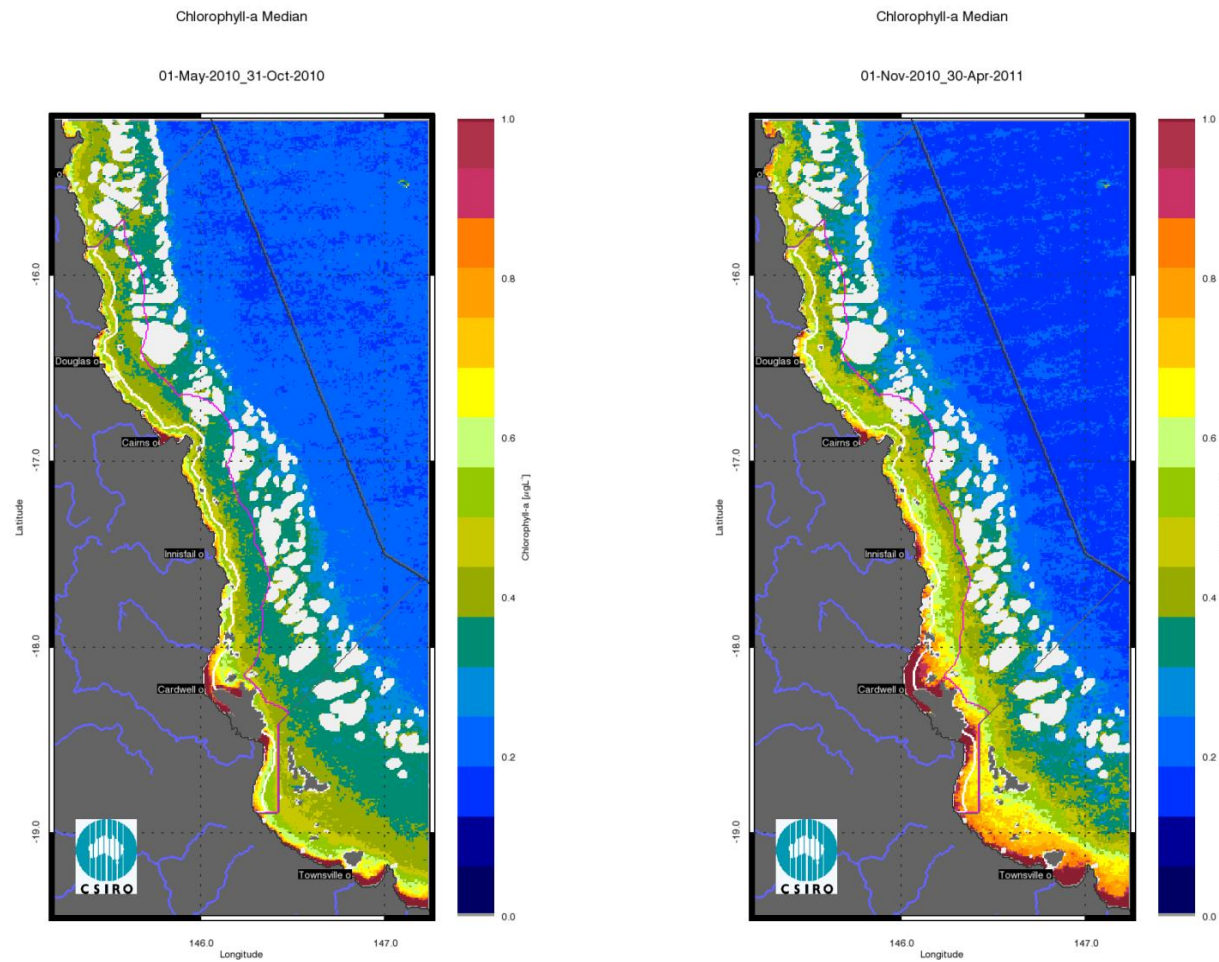 Chlorophyll-a Median
01-May-2010_31-Oct-2010
1.0
0.8
0.6
0.4
0.2
0.0
Chlorophyll-a [µgL⁻]
-16.0
-17.0
-18.0
-19.0
Latitude
Douglas o
Cairns o
Innisfail o
Cardwell o
Townsville o
CSIRO
146.0
147.0
Longitude
Chlorophyll-a Median
01-Nov-2010_30-Apr-2011
1.0
0.8
0.6
0.4
0.2
0.0
-16.0
-17.0
-18.0
-19.0
Latitude
Douglas o
Cairns o
Innisfail o
Cardwell o
Townsville o
CSIRO
146.0
147.0
Longitude